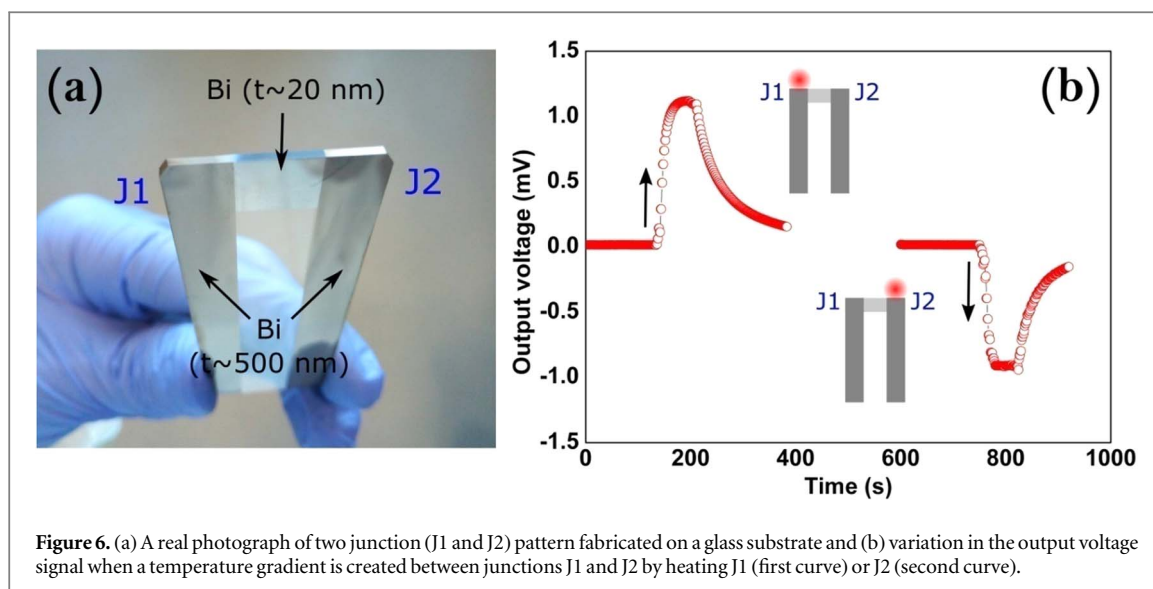 (a)
Bi (t~20 nm)
J1
J2
Bi
(t~500 nm)
(b)
1.5
1.0
0.5
0.0
-0.5
-1.0
-1.5
Output voltage (mV)
J1 J2
J1 J2
0 200 400 600 800 1000
Time (s)
Figure 6. (a) A real photograph of two junction (J1 and J2) pattern fabricated on a glass substrate and (b) variation in the output voltage
signal when a temperature gradient is created between junctions J1 and J2 by heating J1 (first curve) or J2 (second curve).